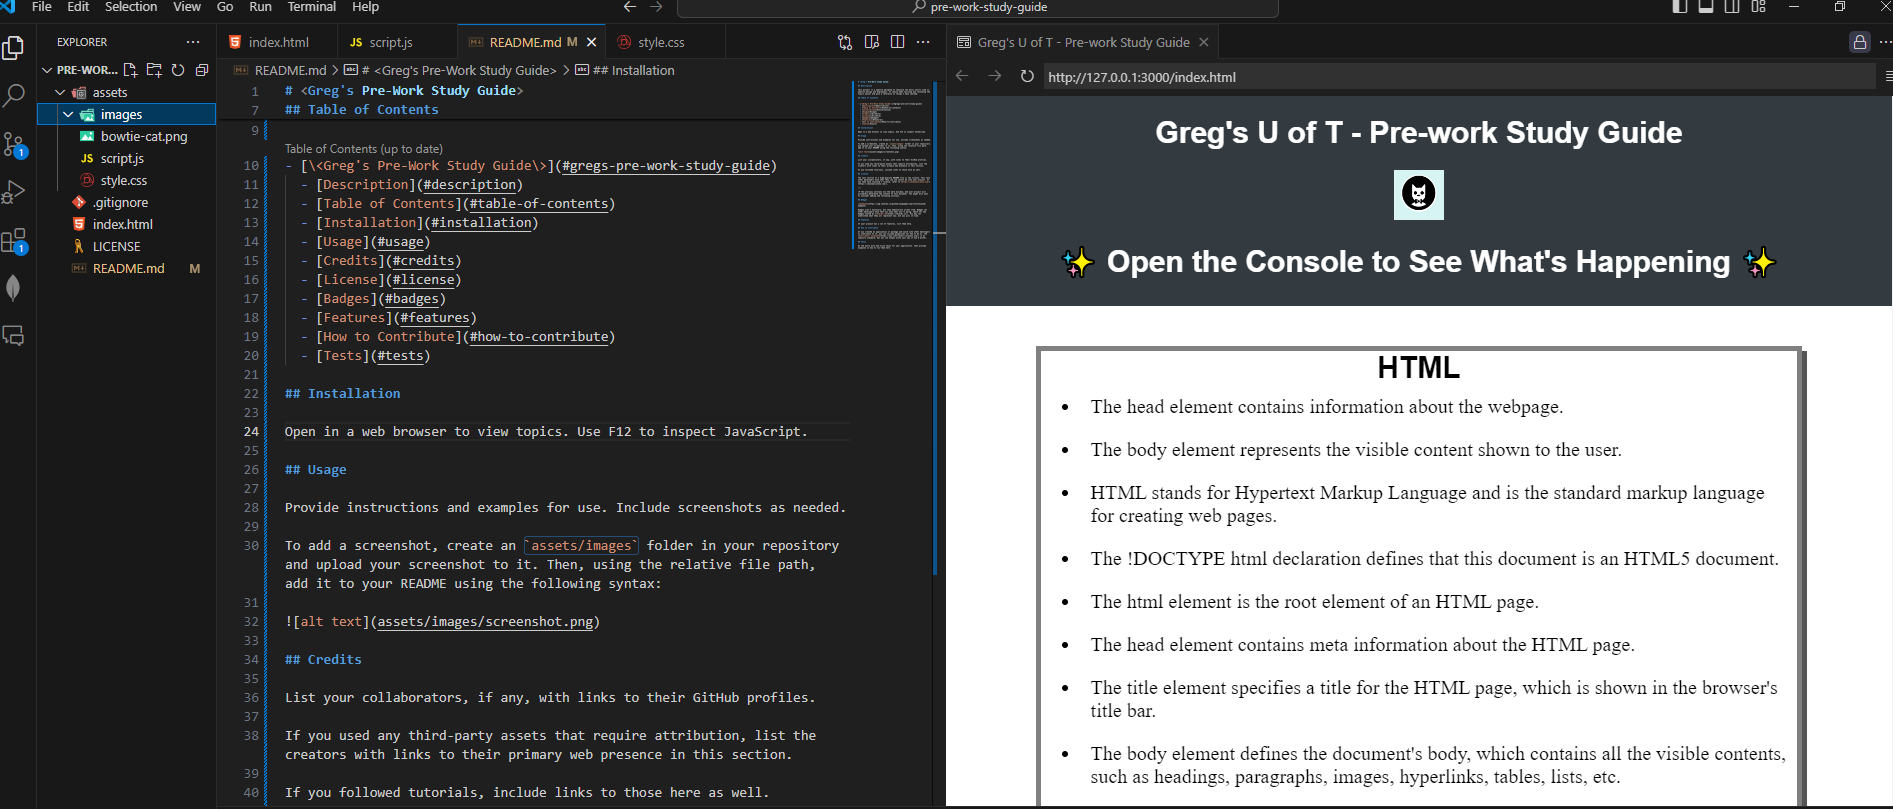 File Edit Selection View Go Run Terminal Help
pre-work-study-guide
EXPLORER
PRE-WOR...
assets
images
bowtie-cat.png
JS script.js
style.css
.gitignore
index.html
LICENSE
README.md M
1
1
index.html
JS script.js
README.md M
style.css
README.md > # <Greg's Pre-Work Study Guide> > ## Installation
1 # <Greg's Pre-Work Study Guide>
7 ## Table of Contents
9
Table of Contents (up to date)
10 - [\<Greg's Pre-Work Study Guide\>](#gregs-pre-work-study-guide)
11 - [Description](#description)
12 - [Table of Contents](#table-of-contents)
13 - [Installation](#installation)
14 - [Usage](#usage)
15 - [Credits](#credits)
16 - [License](#license)
17 - [Badges](#badges)
18 - [Features](#features)
19 - [How to Contribute](#how-to-contribute)
20 - [Tests](#tests)
21
22 ## Installation
23
24 Open in a web browser to view topics. Use F12 to inspect JavaScript.
25
26 ## Usage
27
28 Provide instructions and examples for use. Include screenshots as needed.
29
30 To add a screenshot, create an `assets/images` folder in your repository
and upload your screenshot to it. Then, using the relative file path,
add it to your README using the following syntax:
31
32 ![alt text](assets/images/screenshot.png)
33
34 ## Credits
35
36 List your collaborators, if any, with links to their GitHub profiles.
37
38 If you used any third-party assets that require attribution, list the
creators with links to their primary web presence in this section.
39
40 If you followed tutorials, include links to those here as well.
Greg's U of T - Pre-work Study Guide
http://127.0.0.1:3000/index.html
Greg's U of T - Pre-work Study Guide
✨ Open the Console to See What's Happening ✨
HTML
• The head element contains information about the webpage.
• The body element represents the visible content shown to the user.
• HTML stands for Hypertext Markup Language and is the standard markup language
for creating web pages.
• The !DOCTYPE html declaration defines that this document is an HTML5 document.
• The html element is the root element of an HTML page.
• The head element contains meta information about the HTML page.
• The title element specifies a title for the HTML page, which is shown in the browser's
title bar.
• The body element defines the document's body, which contains all the visible contents,
such as headings, paragraphs, images, hyperlinks, tables, lists, etc.